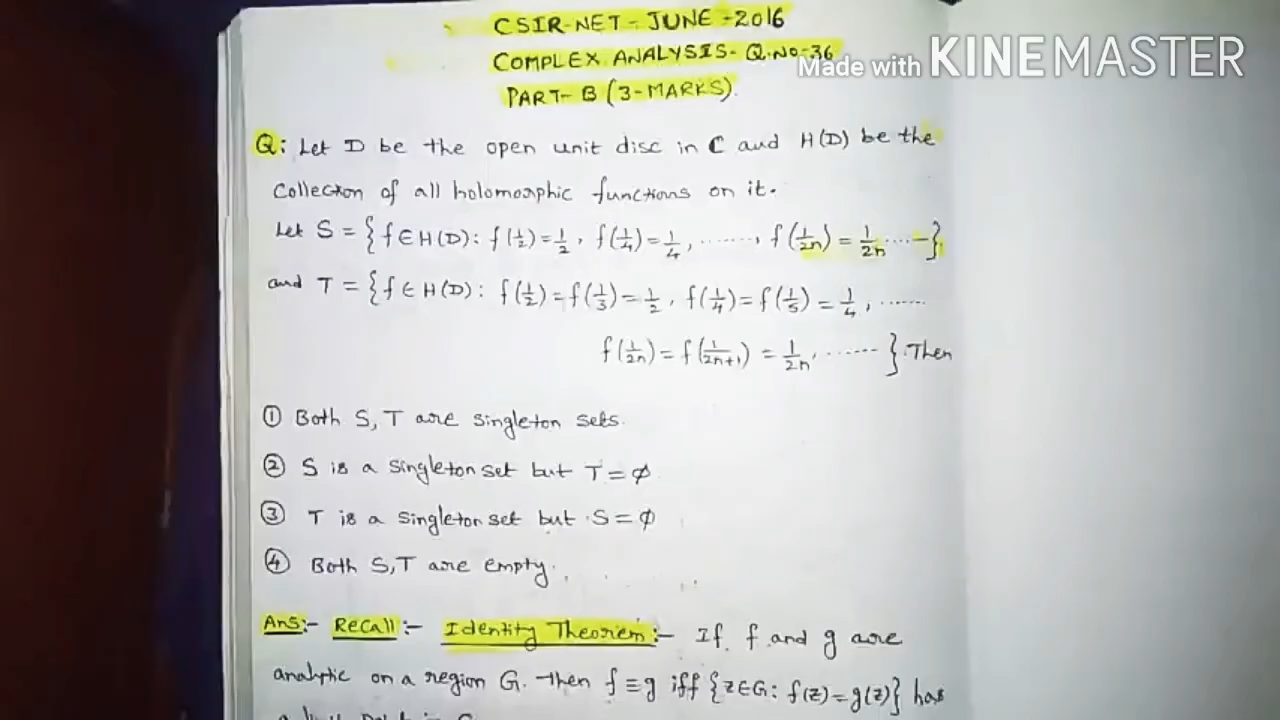 CSIR-NET-JUNE-2016
COMPLEX ANALYSIS- Q.NO-36
Made with KINEMASTER
PART-B (3-MARKS).
Q: Let D be the open unit disc in ℂ and H(D) be the
Collection of all holomorphic functions on it.
Let S = {f∈H(D): f(1/2)=1/2, f(1/4)=1/4, ......., f(1/2n) = 1/2n ....}
and T = {f∈H(D): f(1/2)=f(1/3)=1/2, f(1/4)=f(1/5)=1/4, .......
f(1/2n) = f(1/2n+1) = 1/2n, ....... }. Then
① Both S, T are singleton sets.
② S is a singleton set but T=∅
③ T is a singleton set but S=∅
④ Both S,T are empty.
Ans:- Recall:- Identity Theorem:- If f and g are
analytic on a region G. Then f≡g iff {z∈G: f(z)=g(z)} has